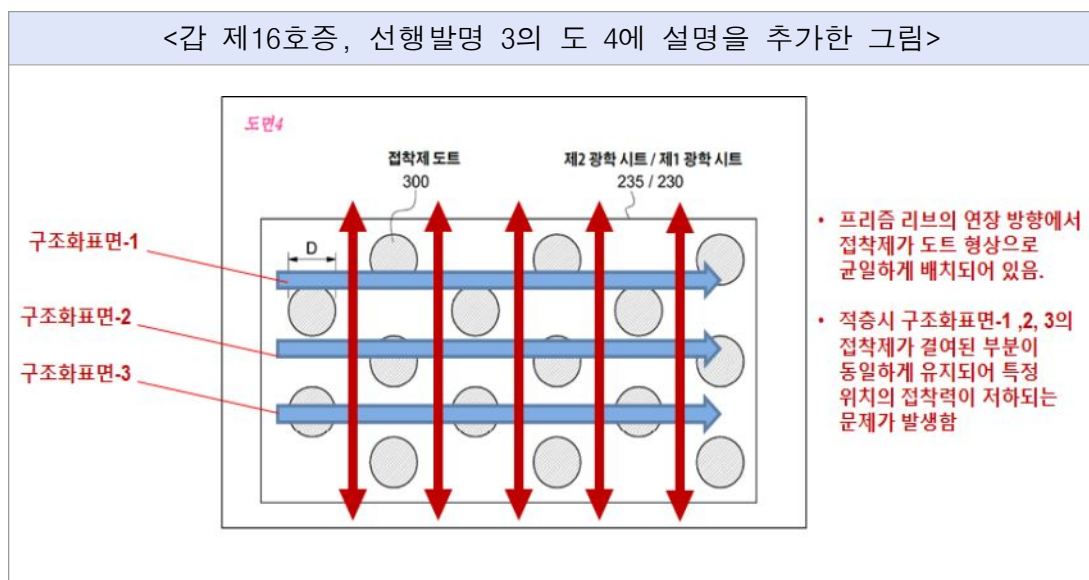 <갑 제16호증, 선행발명 3의 도 4에 설명을 추가한 그림>
도면4
접착제 도트
300
제2 광학 시트 / 제1 광학 시트
235 / 230
구조화표면-1
D
구조화표면-2
구조화표면-3
• 프리즘 리브의 연장 방향에서
접착제가 도트 형상으로
균일하게 배치되어 있음.
• 적층시 구조화표면-1 ,2, 3의
접착제가 결여된 부분이
동일하게 유지되어 특정
위치의 접착력이 저하되는
문제가 발생함